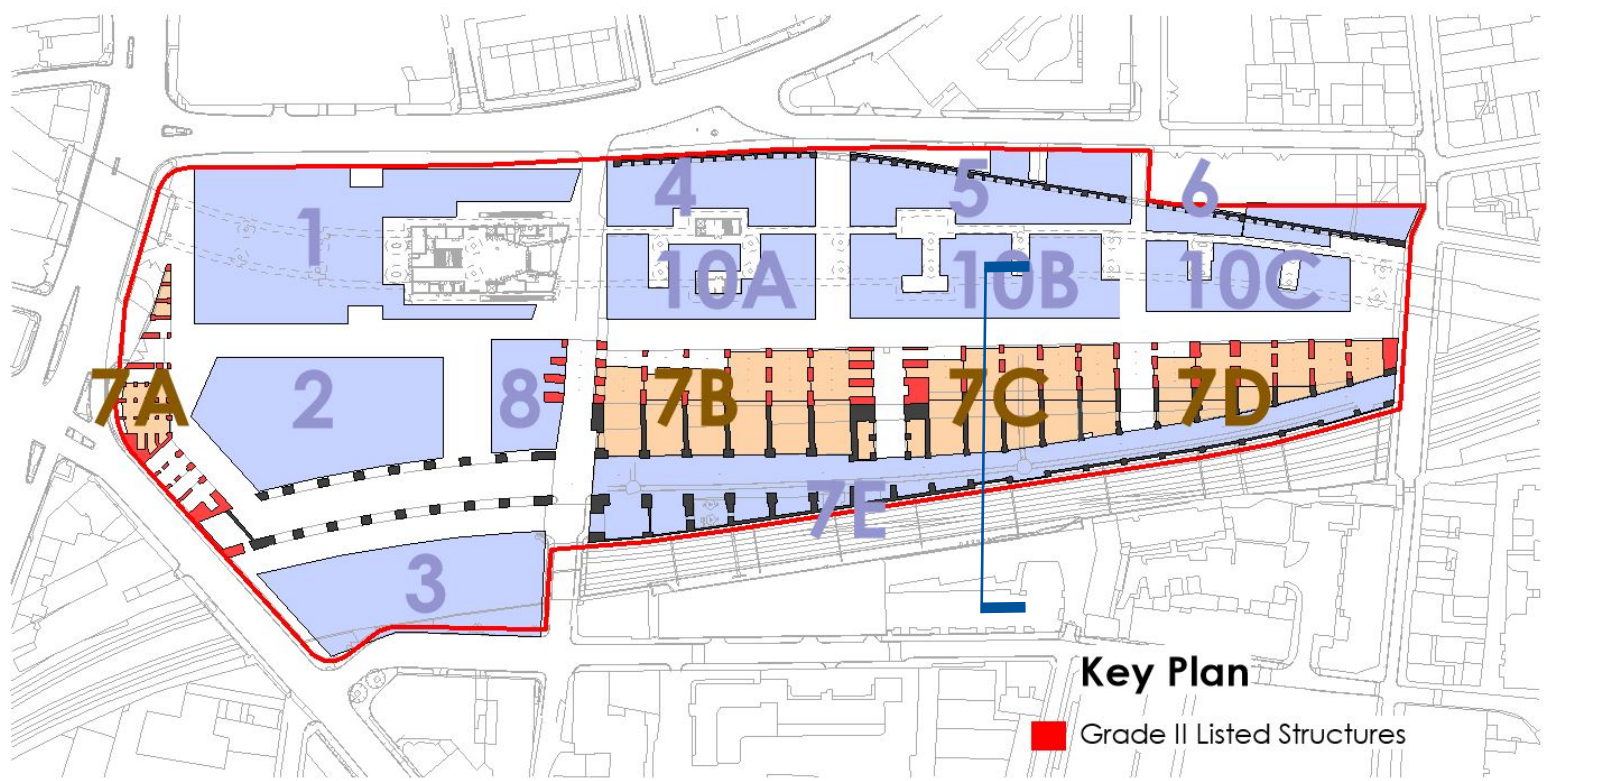 4
5
6
1
10A
10B
10C
7A
2
8
7B
7C
7D
7E
3
Key Plan
Grade II Listed Structures